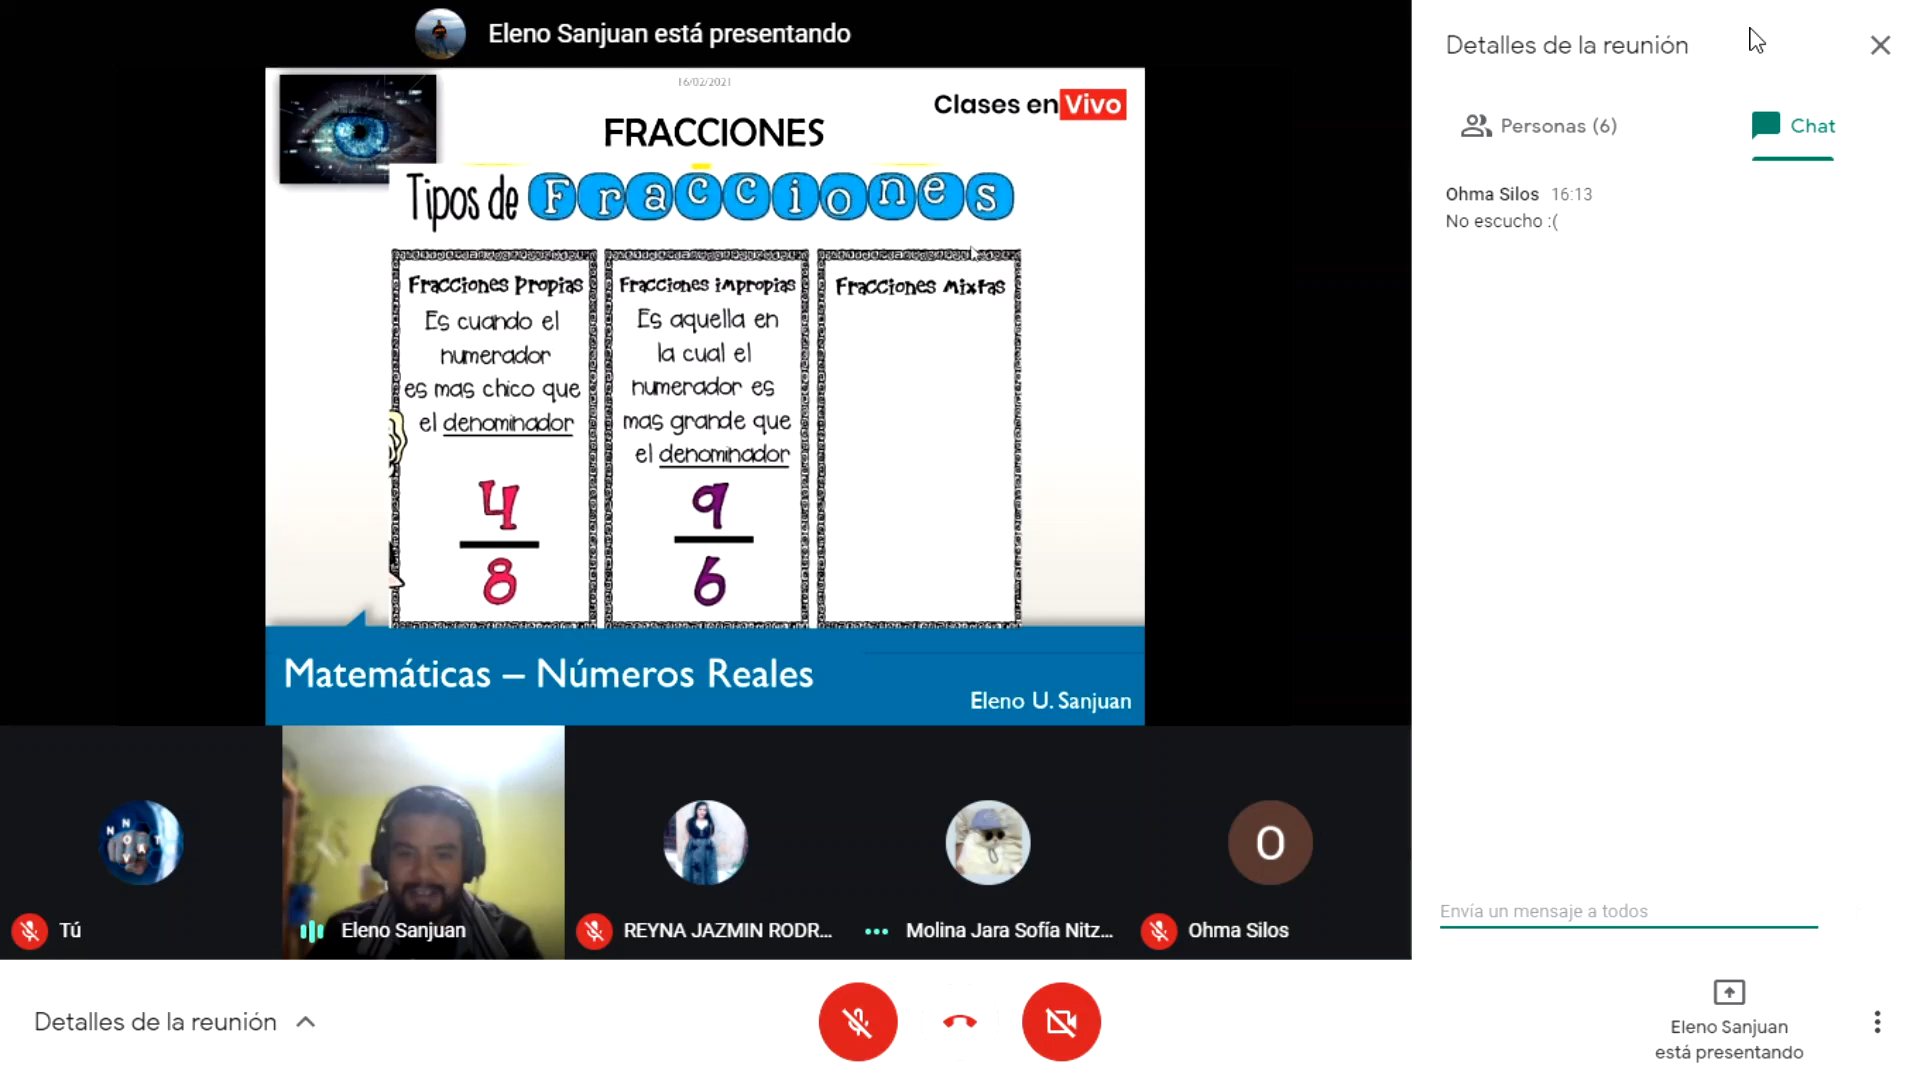 Eleno Sanjuan está presentando
16/02/2021
Clases en Vivo
FRACCIONES
Tipos de Fracciones
Fracciones Propias
Es cuando el
numerador
es mas chico que
el denominador
4
8
Fracciones impropias
Es aquella en
la cual el
numerador es
mas grande que
el denominador
9
6
Fracciones Mixtas
Matemáticas – Números Reales
Eleno U. Sanjuan
Tú
Eleno Sanjuan
REYNA JAZMIN RODR...
Molina Jara Sofía Nitz...
O
Ohma Silos
Detalles de la reunión
Personas (6)
Chat
Ohma Silos 16:13
No escucho :(
Envía un mensaje a todos
Detalles de la reunión
Eleno Sanjuan
está presentando